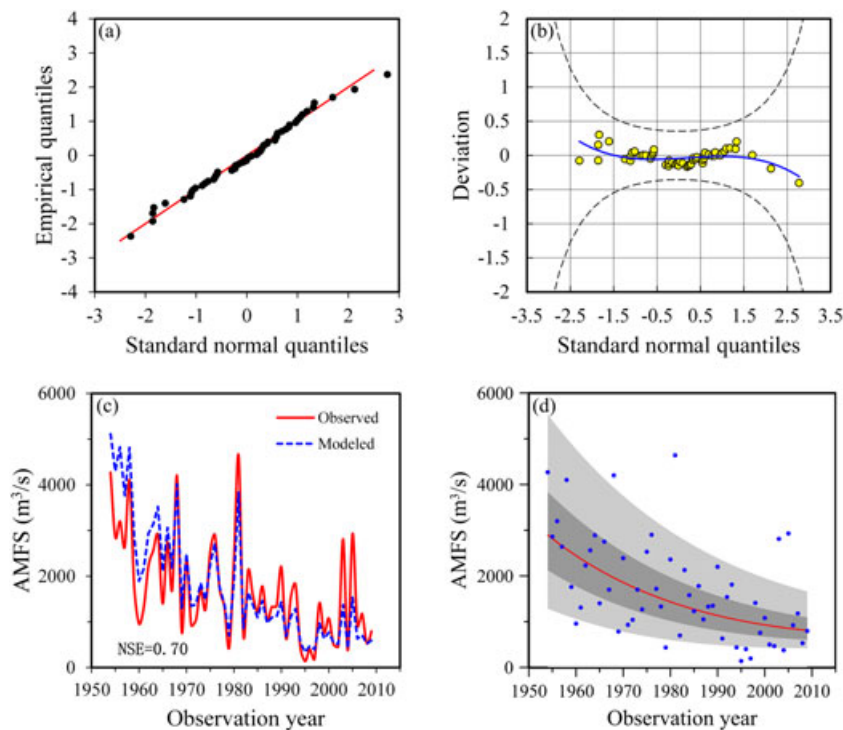 (a)
4
3
2
1
0
-1
-2
-3
-4
Empirical quantiles
-3 -2 -1 0 1 2 3
Standard normal quantiles
(b)
2
1.5
1
0.5
0
-0.5
-1
-1.5
-2
Deviation
-3.5 -2.5 -1.5 -0.5 0.5 1.5 2.5 3.5
Standard normal quantiles
(c)
Observed
Modeled
6000
4000
2000
0
AMFS (m³/s)
NSE=0.70
1950 1960 1970 1980 1990 2000 2010
Observation year
(d)
6000
4000
2000
0
AMFS (m³/s)
1950 1960 1970 1980 1990 2000 2010
Observation year